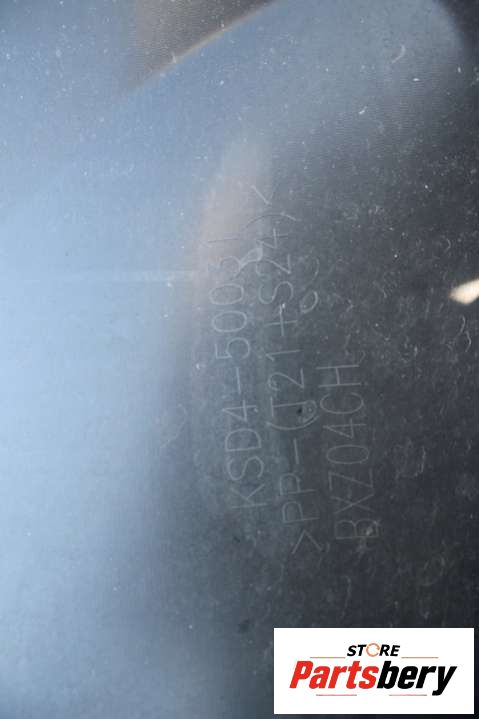 KSD4-50031
>PP-(T21+S24)<
BXZ04CH
STORE
Partsbery